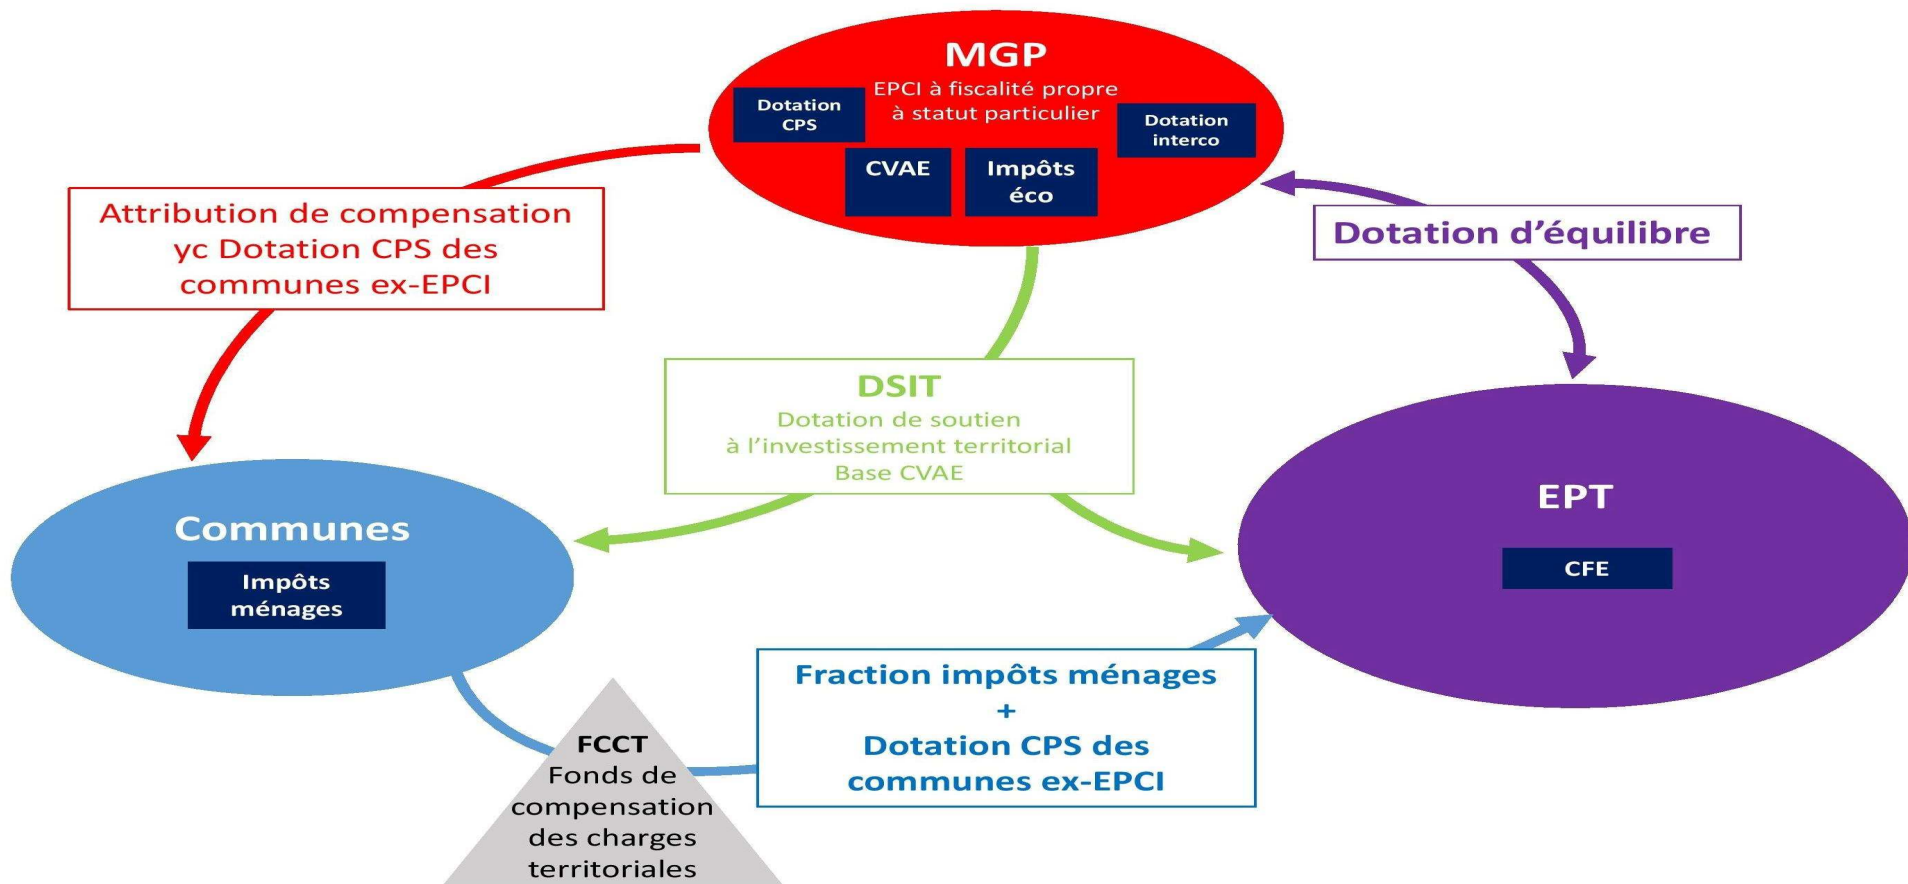 MGP
EPCI à fiscalité propre
à statut particulier
Dotation
CPS
Dotation
interco
CVAE
Impôts
éco
Attribution de compensation
yc Dotation CPS des
communes ex-EPCI
Dotation d’équilibre
DSIT
Dotation de soutien
à l’investissement territorial
Base CVAE
Communes
Impôts
ménages
EPT
CFE
Fraction impôts ménages
+
Dotation CPS des
communes ex-EPCI
FCCT
Fonds de
compensation
des charges
territoriales